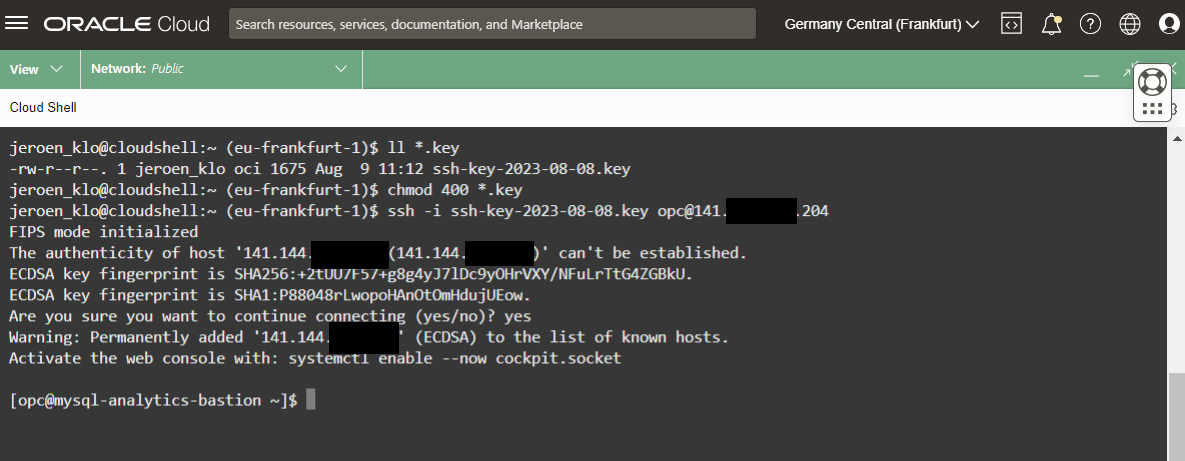 ORACLE Cloud
Search resources, services, documentation, and Marketplace
Germany Central (Frankfurt)
View
Network: Public
Cloud Shell
jeroen_klo@cloudshell:~ (eu-frankfurt-1)$ ll *.key
-rw-r--r--. 1 jeroen_klo oci 1675 Aug  9 11:12 ssh-key-2023-08-08.key
jeroen_klo@cloudshell:~ (eu-frankfurt-1)$ chmod 400 *.key
jeroen_klo@cloudshell:~ (eu-frankfurt-1)$ ssh -i ssh-key-2023-08-08.key opc@141. .204
FIPS mode initialized
The authenticity of host '141.144. (141.144. )' can't be established.
ECDSA key fingerprint is SHA256:+2tUU7F57+g8g4yJ7lDc9yOHrVXY/NFuLrTtG4ZGBkU.
ECDSA key fingerprint is SHA1:P88048rLwopoHAnOtOmHdujUEow.
Are you sure you want to continue connecting (yes/no)? yes
Warning: Permanently added '141.144. ' (ECDSA) to the list of known hosts.
Activate the web console with: systemctl enable --now cockpit.socket
[opc@mysql-analytics-bastion ~]$